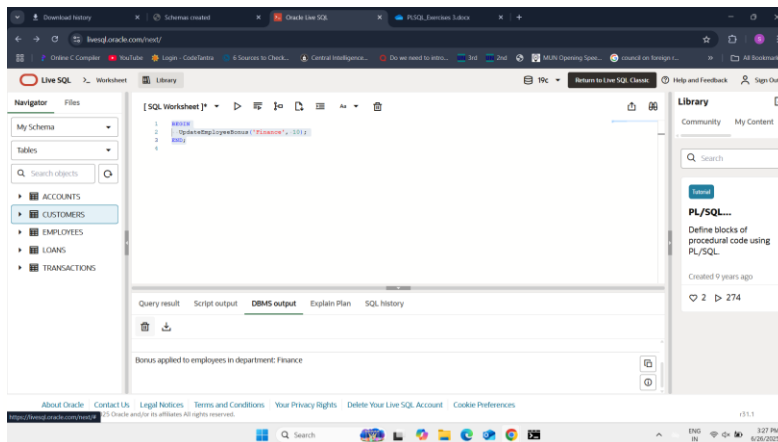 Download history
Schemas created
Oracle Live SQL
PLSQL_Exercises 3.docx
livesql.oracle.com/next/
Online C Compiler
YouTube
Login - CodeTantra
6 Sources to Check...
Central Intelligence...
Do we need to intro...
3rd
2nd
MUN Opening Spee...
council on foreign r...
All Bookmarks
Live SQL
Worksheet
Library
19c
Return to Live SQL Classic
Help and Feedback
Sign Out
Navigator
Files
My Schema
Tables
Search objects
ACCOUNTS
CUSTOMERS
EMPLOYEES
LOANS
TRANSACTIONS
[ SQL Worksheet ]*
Aa
1 BEGIN
2 UpdateEmployeeBonus('Finance', 10);
3 END;
4
Query result
Script output
DBMS output
Explain Plan
SQL history
Bonus applied to employees in department: Finance
Library
Community
My Content
Search
Tutorial
PL/SQL...
Define blocks of
procedural code using
PL/SQL.
Created 9 years ago
2
274
About Oracle
Contact Us
Legal Notices
Terms and Conditions
Your Privacy Rights
Delete Your Live SQL Account
Cookie Preferences
https://livesql.oracle.com/next/#
25 Oracle and/or its affiliates All rights reserved.
Search
ENG
IN
3:27 PM